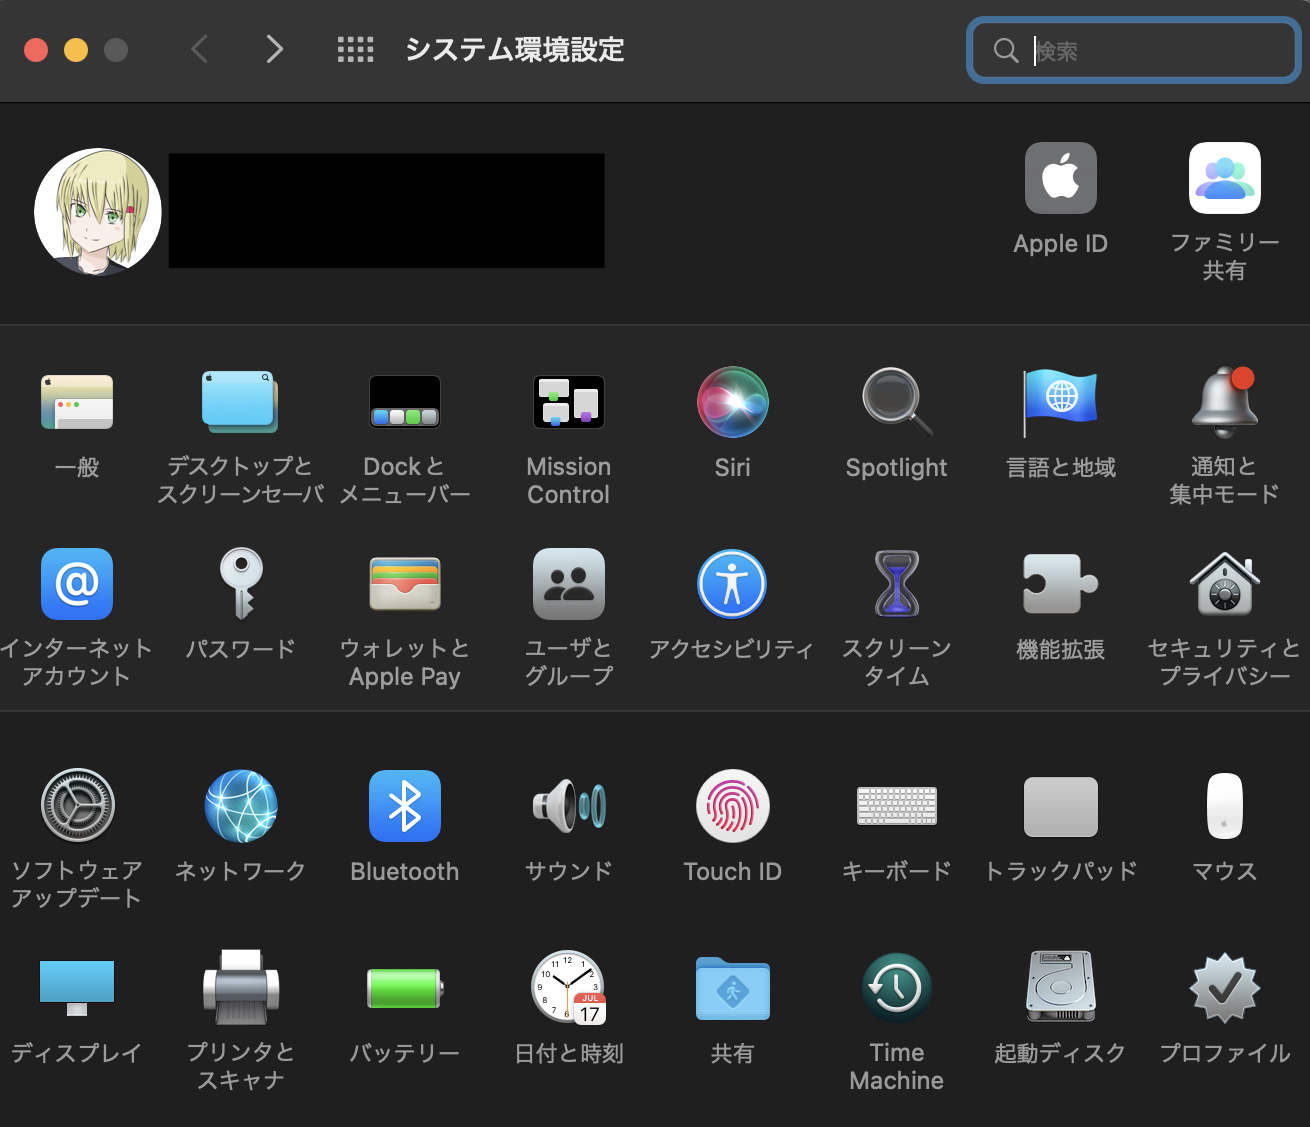 システム環境設定
検索
Apple ID
ファミリー
共有
一般
デスクトップと
スクリーンセーバ
Dockと
メニューバー
Mission
Control
Siri
Spotlight
言語と地域
通知と
集中モード
インターネット
アカウント
パスワード
ウォレットと
Apple Pay
ユーザと
グループ
アクセシビリティ
スクリーン
タイム
機能拡張
セキュリティと
プライバシー
ソフトウェア
アップデート
ネットワーク
Bluetooth
サウンド
Touch ID
キーボード
トラックパッド
マウス
ディスプレイ
プリンタと
スキャナ
バッテリー
JUL
17
日付と時刻
共有
Time
Machine
起動ディスク
プロファイル